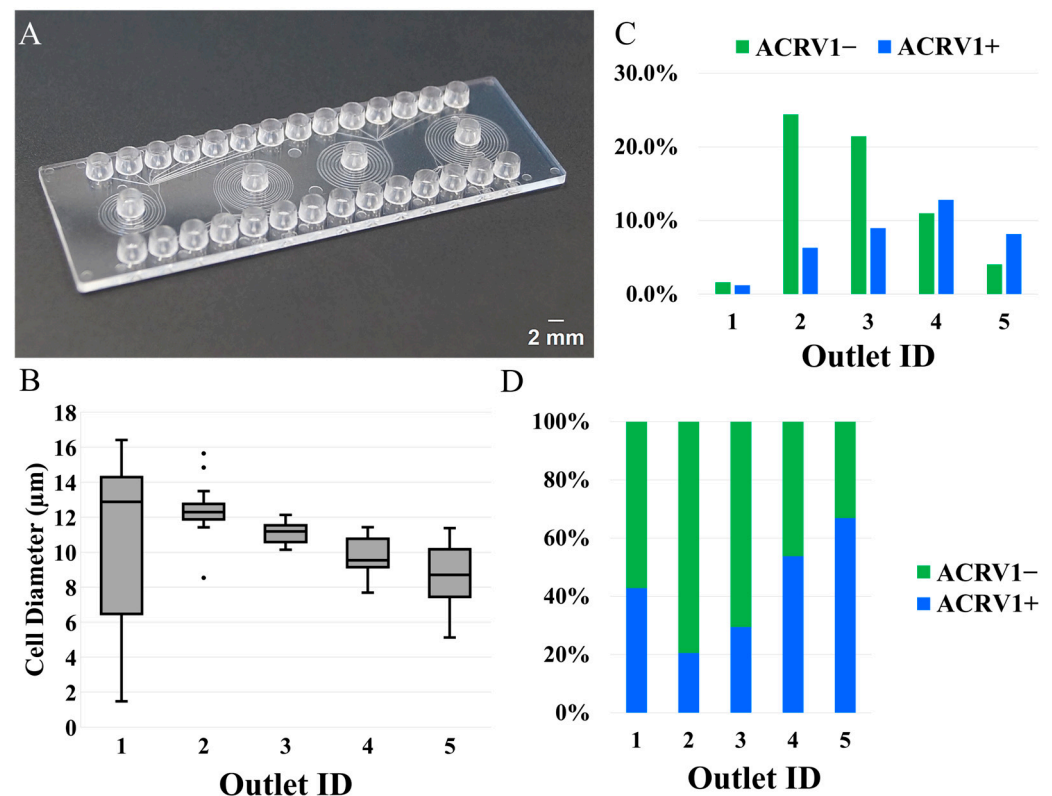 A
2 mm
B
Cell Diameter (μm)
18
16
14
12
10
8
6
4
2
0
1 2 3 4 5
Outlet ID
C
ACRV1− ACRV1+
30.0%
20.0%
10.0%
0.0%
1 2 3 4 5
Outlet ID
D
100%
80%
60%
40%
20%
0%
1 2 3 4 5
Outlet ID
ACRV1−
ACRV1+